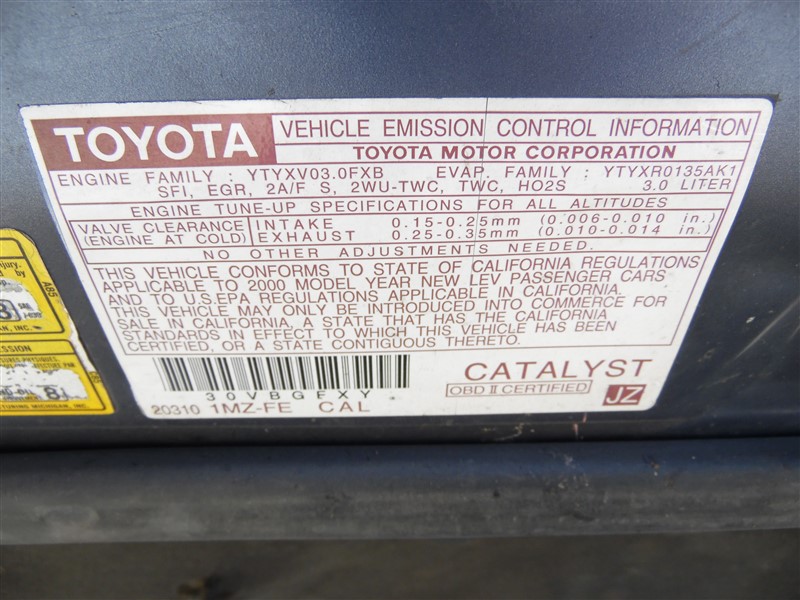 TOYOTA VEHICLE EMISSION CONTROL INFORMATION
TOYOTA MOTOR CORPORATION
ENGINE FAMILY : YTYXV03.0FXB EVAP. FAMILY : YTYXR0135AK1
SFI, EGR, 2A/F S, 2WU-TWC, TWC, HO2S 3.0 LITER
ENGINE TUNE-UP SPECIFICATIONS FOR ALL ALTITUDES
VALVE CLEARANCE INTAKE 0.15-0.25mm (0.006-0.010 in.)
(ENGINE AT COLD) EXHAUST 0.25-0.35mm (0.010-0.014 in.)
NO OTHER ADJUSTMENTS NEEDED.
THIS VEHICLE CONFORMS TO STATE OF CALIFORNIA REGULATIONS
APPLICABLE TO 2000 MODEL YEAR NEW LEV PASSENGER CARS
AND TO U.S.EPA REGULATIONS APPLICABLE IN CALIFORNIA.
THIS VEHICLE MAY ONLY BE INTRODUCED INTO COMMERCE FOR
SALE IN CALIFORNIA, A STATE THAT HAS THE CALIFORNIA
STANDARDS IN EFFECT TO WHICH THIS VEHICLE HAS BEEN
CERTIFIED, OR A STATE CONTIGUOUS THERETO.
CATALYST
OBD II CERTIFIED
JZ
30VBGFXY
20310 1MZ-FE CAL